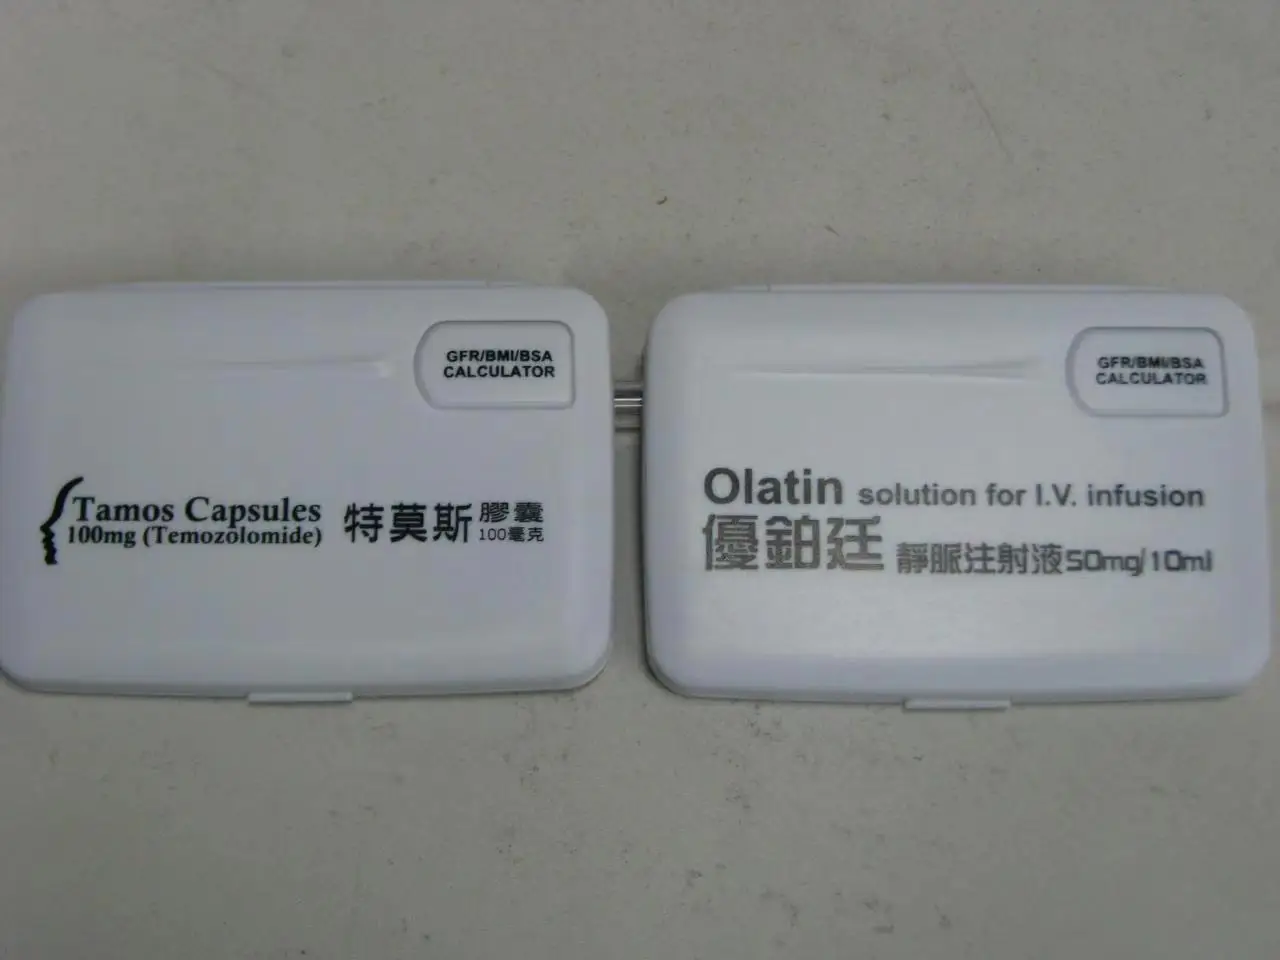 GFR/BMI/BSA
CALCULATOR
Tamos Capsules
100mg (Temozolomide)
特莫斯
膠囊
100毫克
GFR/BMI/BSA
CALCULATOR
Olatin solution for I.V. infusion
優鉑廷 靜脈注射液50mg/10ml